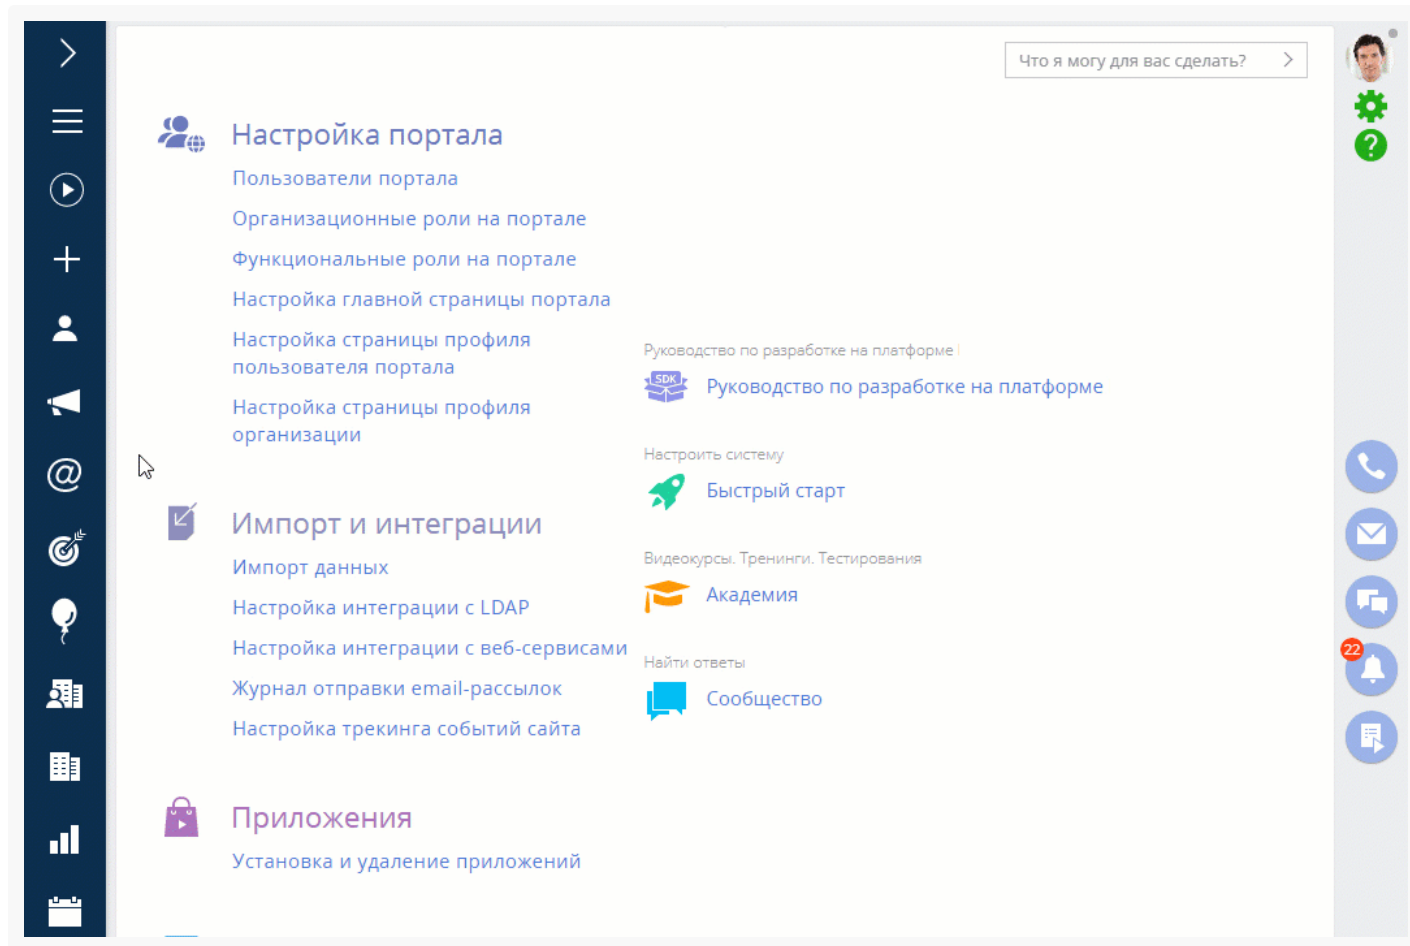 Что я могу для вас сделать?
Настройка портала
Пользователи портала
Организационные роли на портале
Функциональные роли на портале
Настройка главной страницы портала
Настройка страницы профиля
пользователя портала
Настройка страницы профиля
организации
Импорт и интеграции
Импорт данных
Настройка интеграции с LDAP
Настройка интеграции с веб-сервисами
Журнал отправки email-рассылок
Настройка трекинга событий сайта
Приложения
Установка и удаление приложений
Руководство по разработке на платформе
SDK
Руководство по разработке на платформе
Настроить систему
Быстрый старт
Видеокурсы. Тренинги. Тестирования
Академия
Найти ответы
Сообщество
22